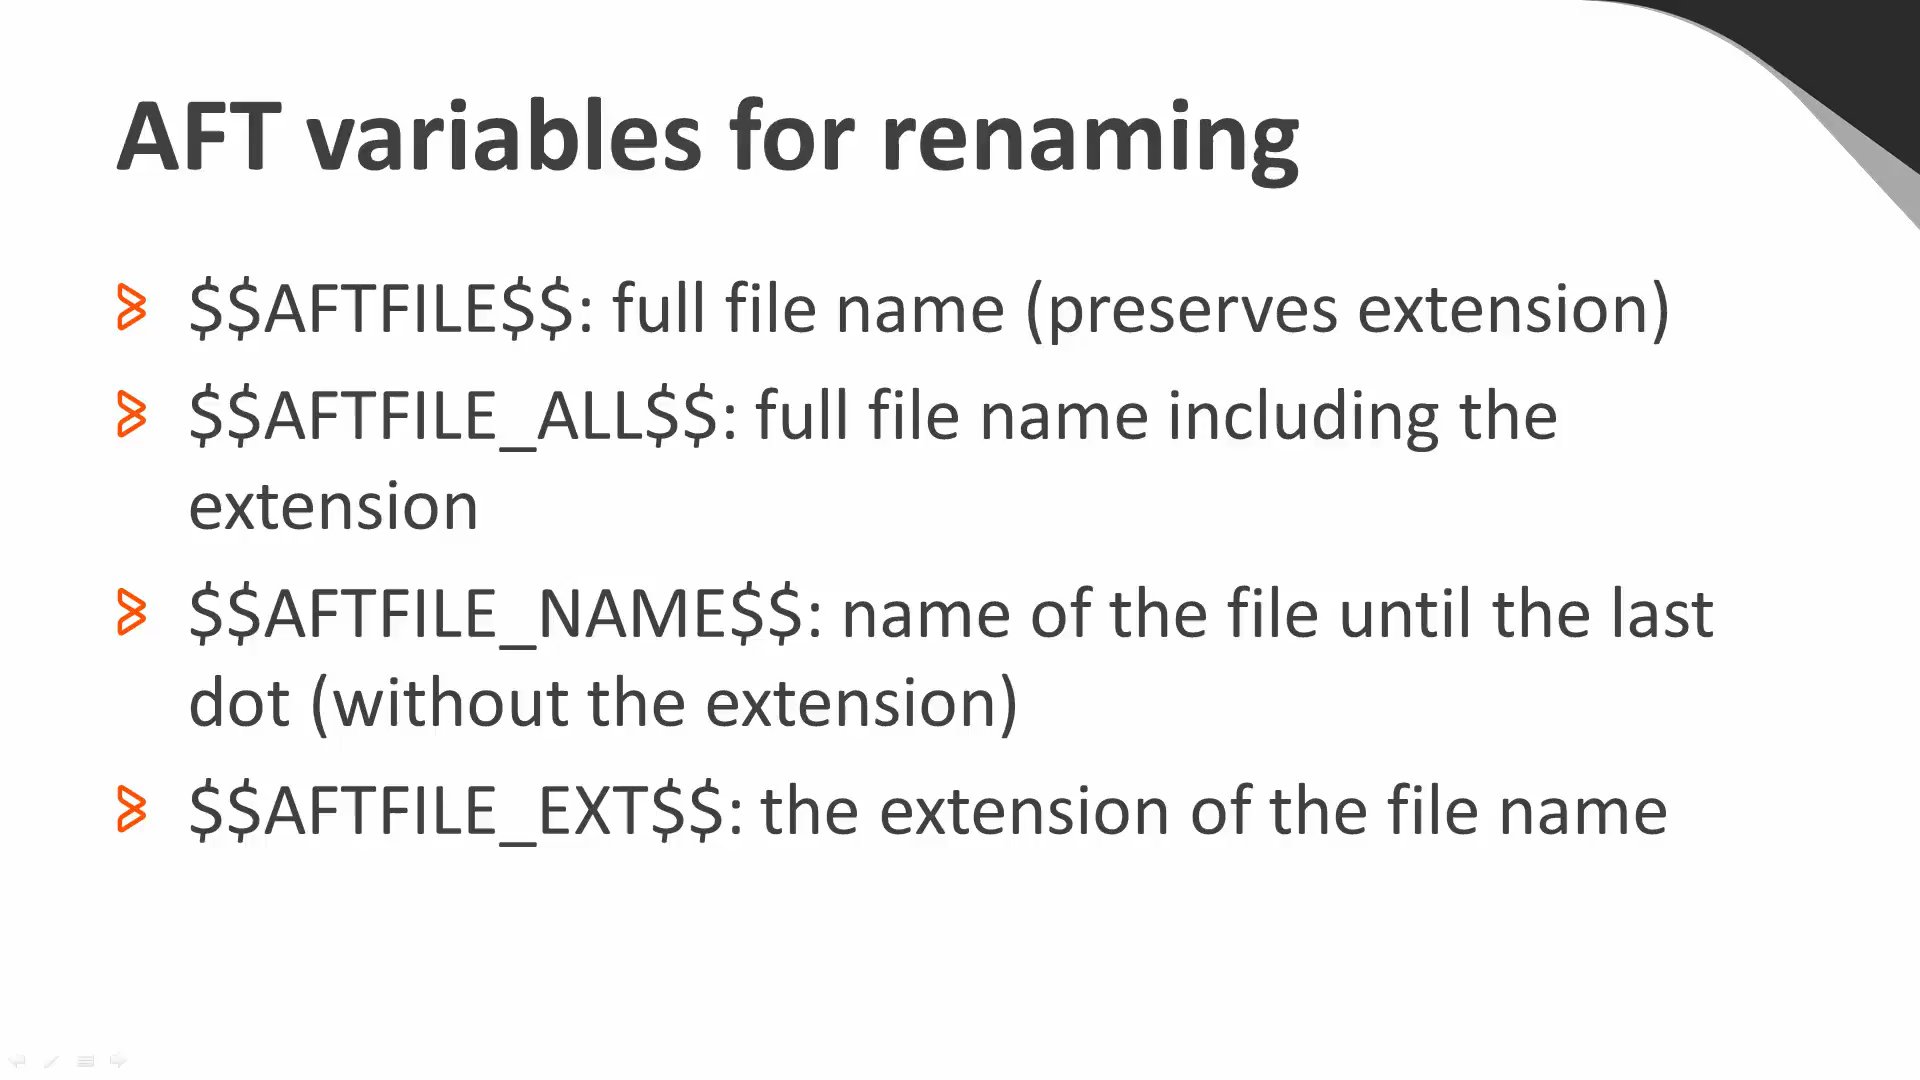 AFT variables for renaming
$$AFTFILE$$: full file name (preserves extension)
$$AFTFILE_ALL$$: full file name including the
extension
$$AFTFILE_NAME$$: name of the file until the last
dot (without the extension)
$$AFTFILE_EXT$$: the extension of the file name